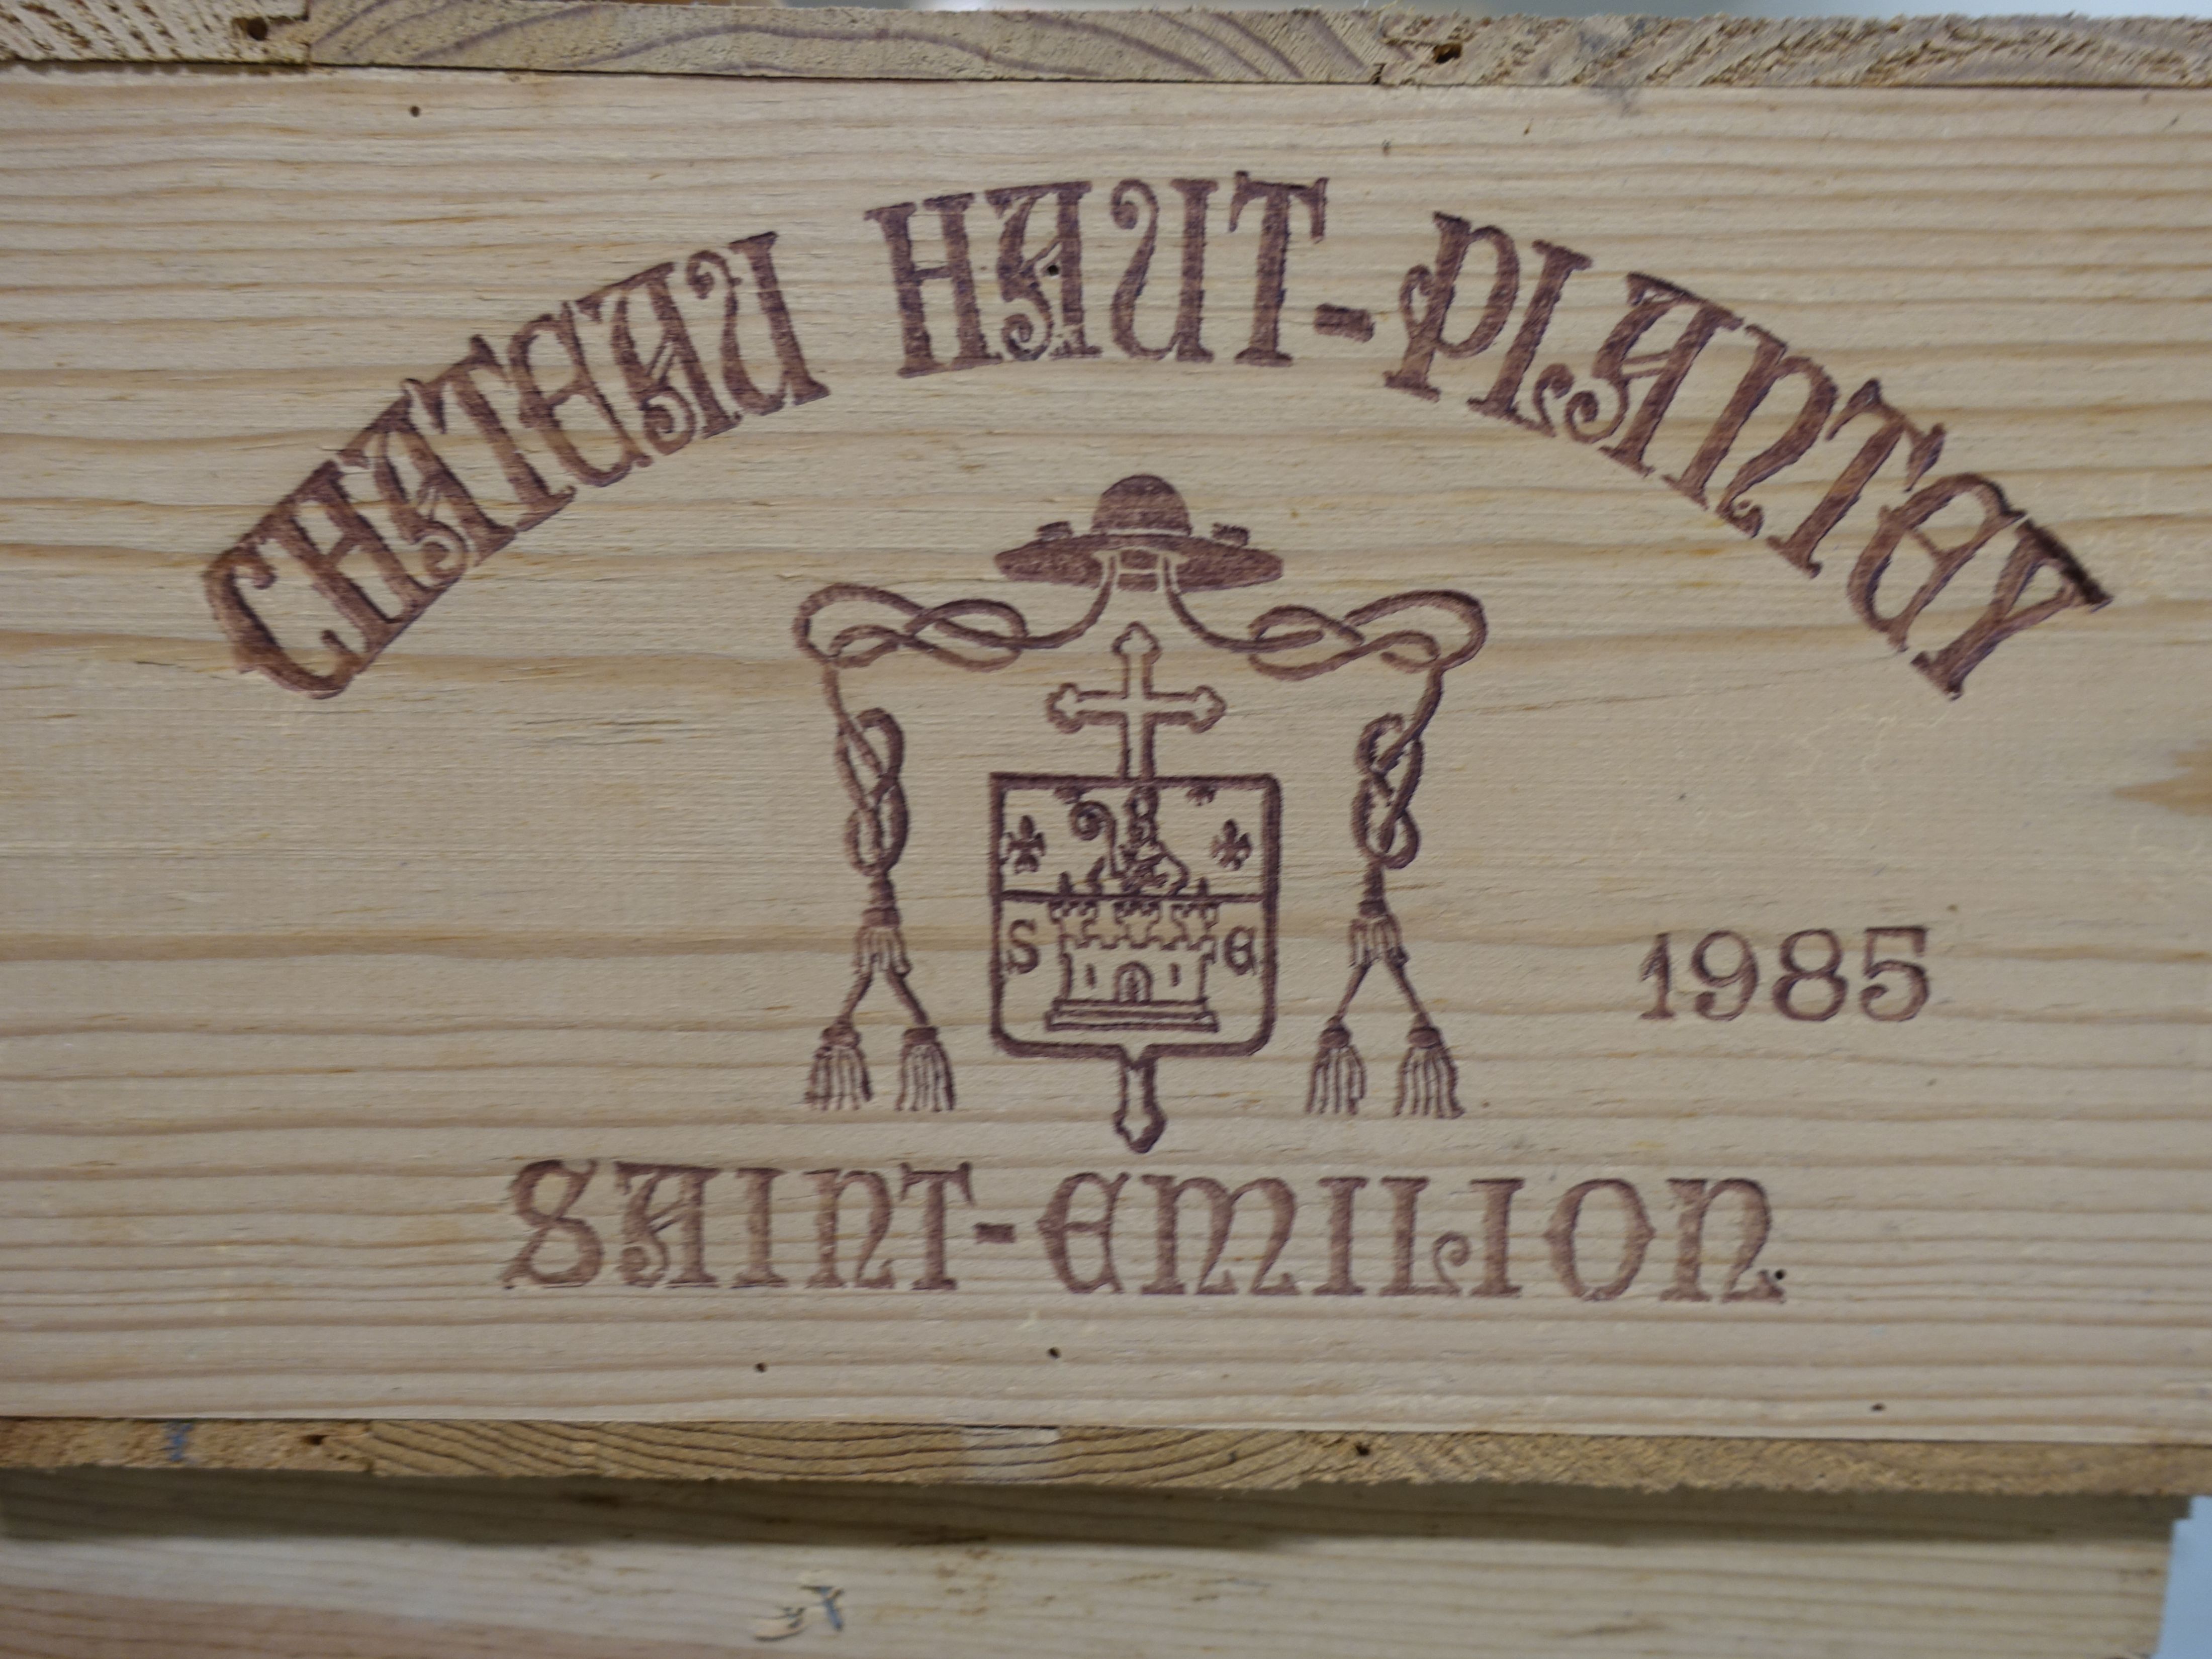 CHATEAU HAUT-PLANTEY
S E
1985
SAINT-EMILION